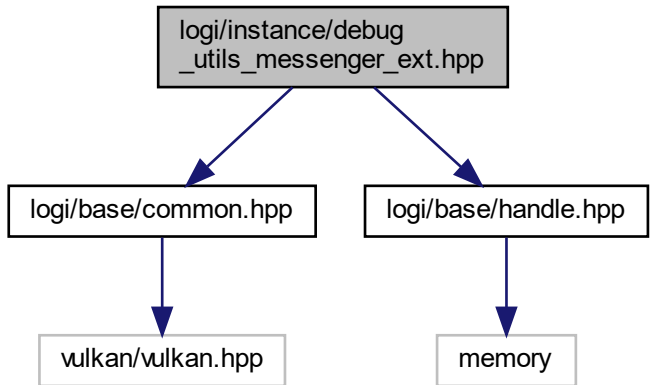 logi/instance/debug
_utils_messenger_ext.hpp
logi/base/common.hpp
logi/base/handle.hpp
vulkan/vulkan.hpp
memory